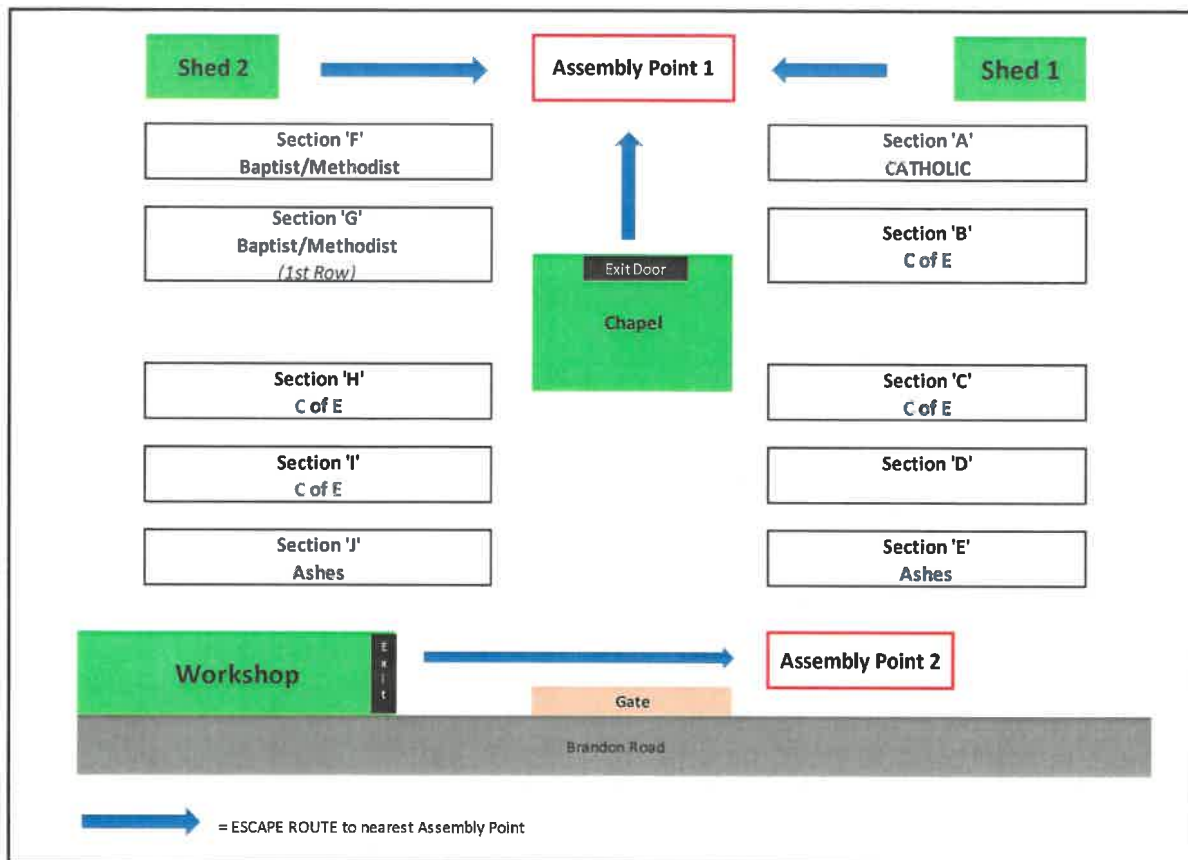 Shed 2
Assembly Point 1
Shed 1
Section 'F'
Baptist/Methodist
Section 'A'
CATHOLIC
Section 'G'
Baptist/Methodist
(1st Row)
Section 'B'
C of E
Exit Door
Chapel
Section 'H'
C of E
Section 'C'
C of E
Section 'I'
C of E
Section 'D'
Section 'J'
Ashes
Section 'E'
Ashes
Workshop
Exit
Assembly Point 2
Gate
Brandon Road
= ESCAPE ROUTE to nearest Assembly Point